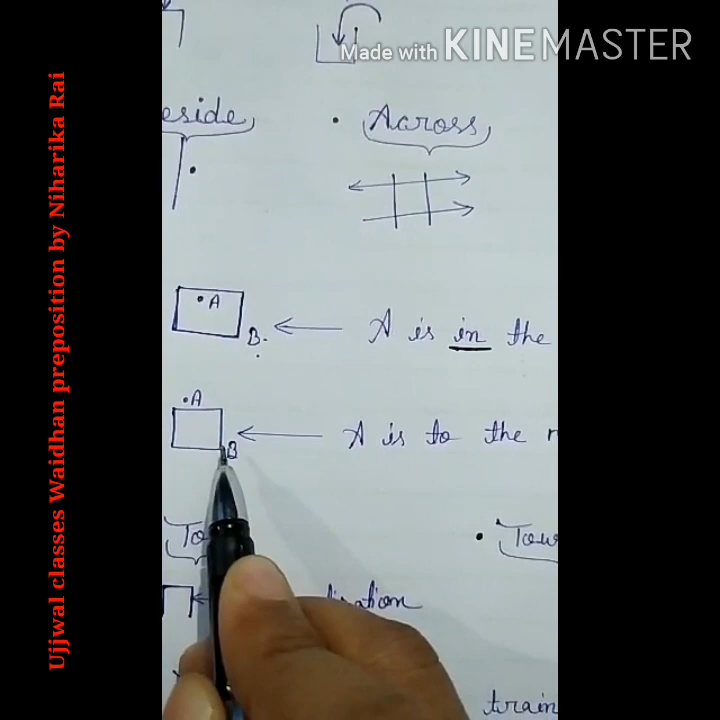 Made with KINEMASTER
Ujjwal classes Waidhan preposition by Niharika Rai
eside
Across
A
B
A is in the
A
B
A is to the
To
Tow
train